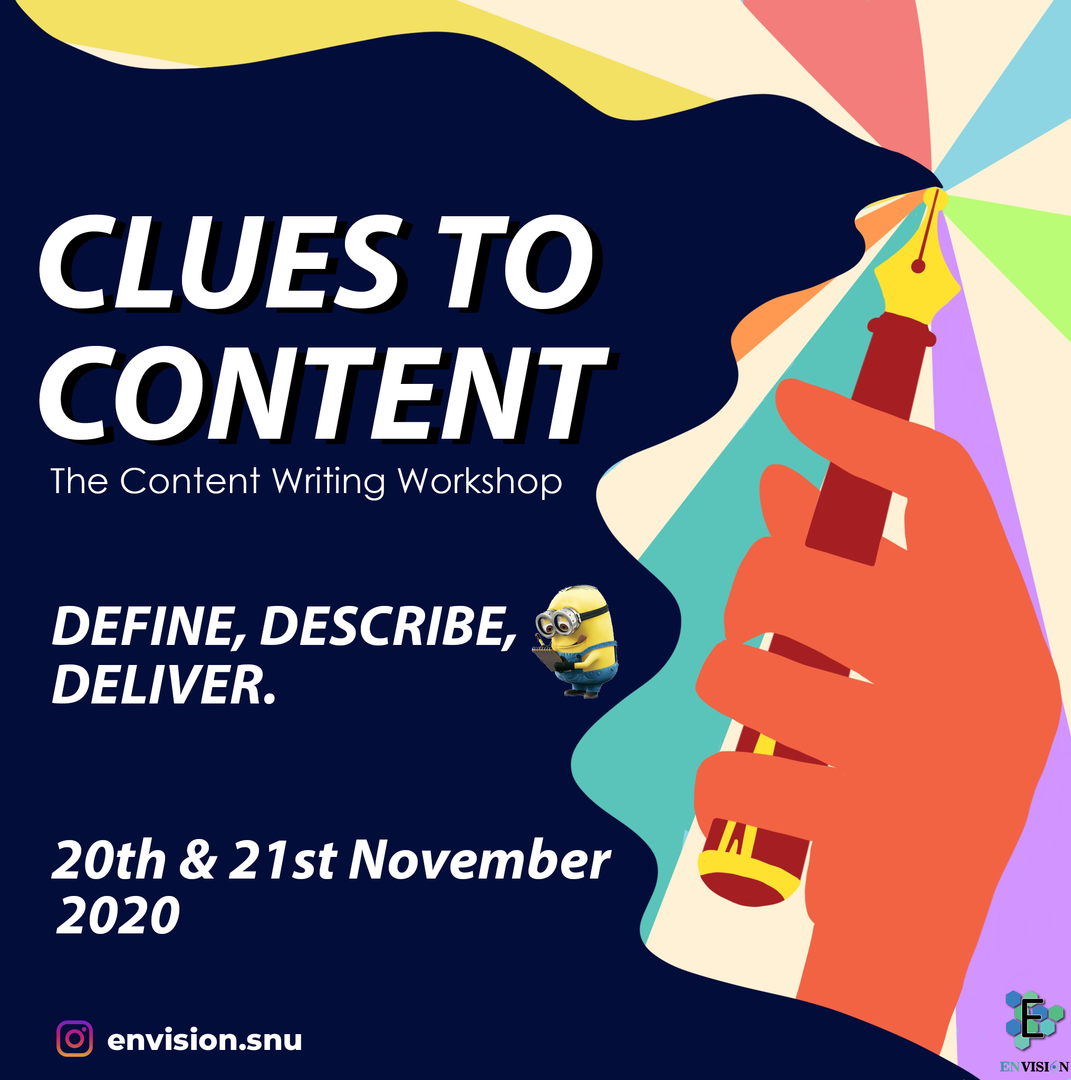 CLUES TO
CONTENT
The Content Writing Workshop
DEFINE, DESCRIBE,
DELIVER.
20th & 21st November
2020
envision.snu
E
ENVISION